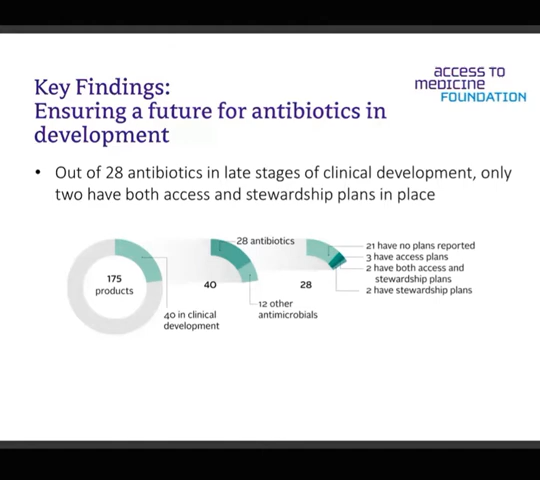 ACCESS TO
MEDICINE
FOUNDATION
Key Findings:
Ensuring a future for antibiotics in
development
• Out of 28 antibiotics in late stages of clinical development, only
two have both access and stewardship plans in place
175
products
40 in clinical
development
40
28 antibiotics
12 other
antimicrobials
28
21 have no plans reported
3 have access plans
2 have both access and
stewardship plans
2 have stewardship plans